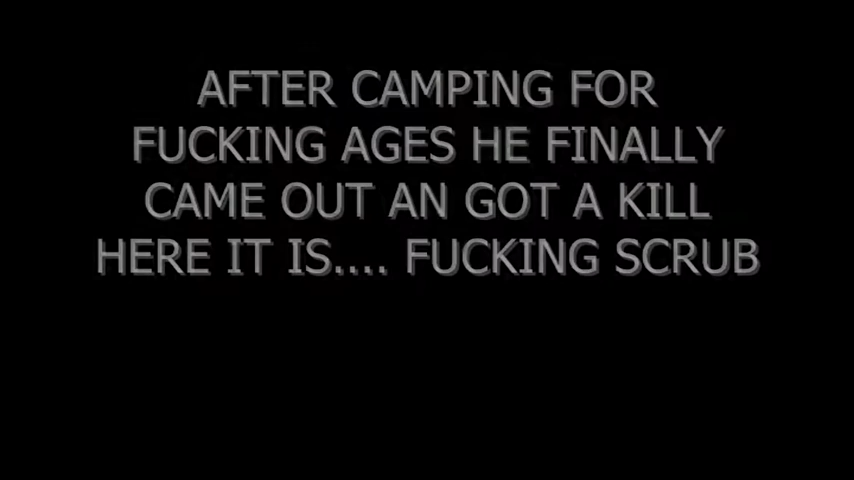 AFTER CAMPING FOR
FUCKING AGES HE FINALLY
CAME OUT AN GOT A KILL
HERE IT IS.... FUCKING SCRUB